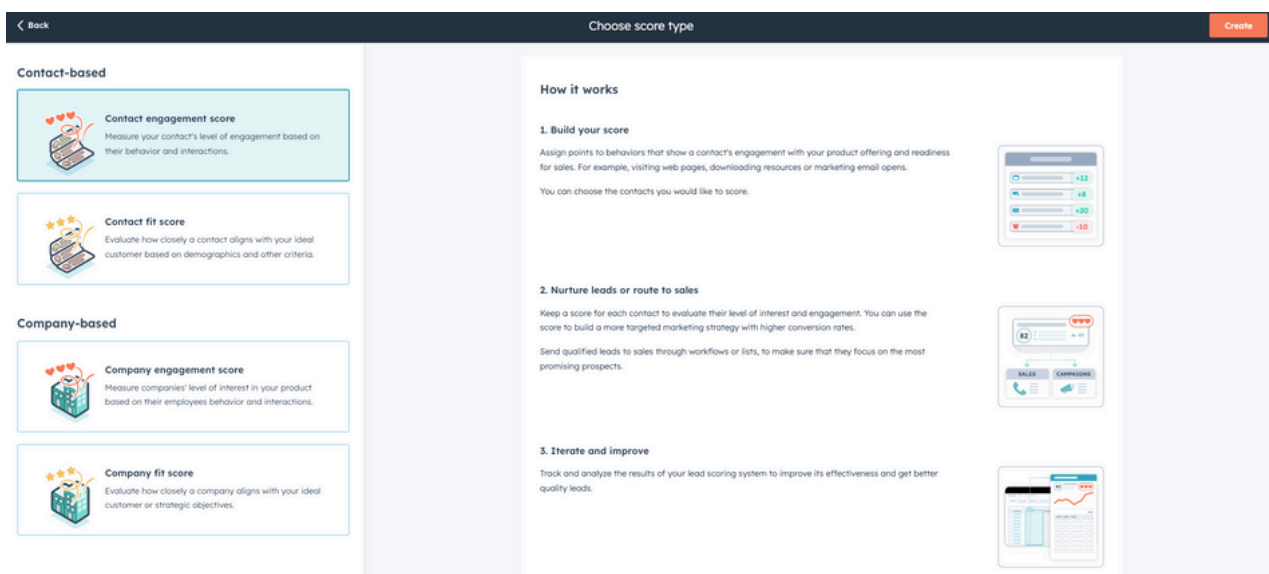 Back
Choose score type
Create
Contact-based
Contact engagement score
Measure your contact's level of engagement based on
their behavior and interactions.
Contact fit score
Evaluate how closely a contact aligns with your ideal
customer based on demographics and other criteria.
Company-based
Company engagement score
Measure companies' level of interest in your product
based on their employees behavior and interactions.
Company fit score
Evaluate how closely a company aligns with your ideal
customer or strategic objectives.
How it works
1. Build your score
Assign points to behaviors that show a contact's engagement with your product offering and readiness
for sales. For example, visiting web pages, downloading resources or marketing email opens.
You can choose the contacts you would like to score.
+12
+8
+20
-10
2. Nurture leads or route to sales
Keep a score for each contact to evaluate their level of interest and engagement. You can use the
score to build a more targeted marketing strategy with higher conversion rates.
Send qualified leads to sales through workflows or lists, to make sure that they focus on the most
promising prospects.
B2
SALES CAMPAIGNS
3. Iterate and improve
Track and analyze the results of your lead scoring system to improve its effectiveness and get better
quality leads.